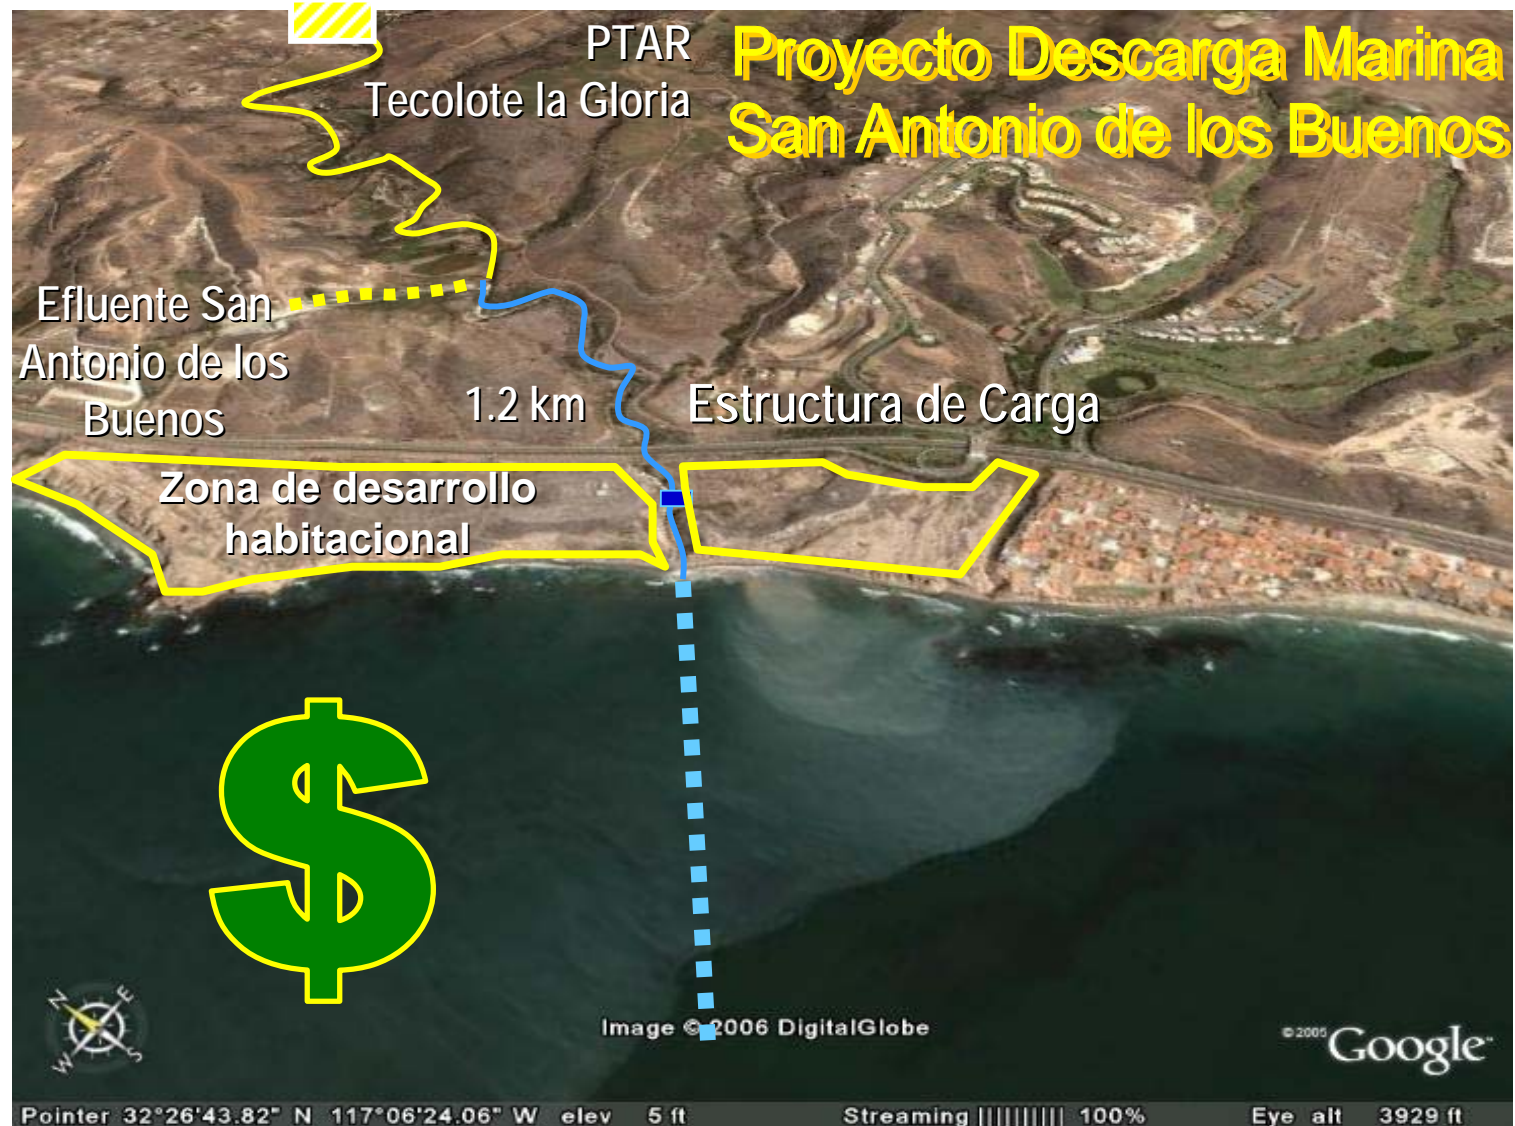 Proyecto Descarga Marina
San Antonio de los Buenos
PTAR
Tecolote la Gloria
Efluente San
Antonio de los
Buenos
1.2 km
Estructura de Carga
Zona de desarrollo
habitacional
$
N
E
W
S
Image © 2006 DigitalGlobe
©2005 Google™
Pointer 32°26'43.82" N 117°06'24.06" W elev 5 ft Streaming |||||||||| 100% Eye alt 3929 ft